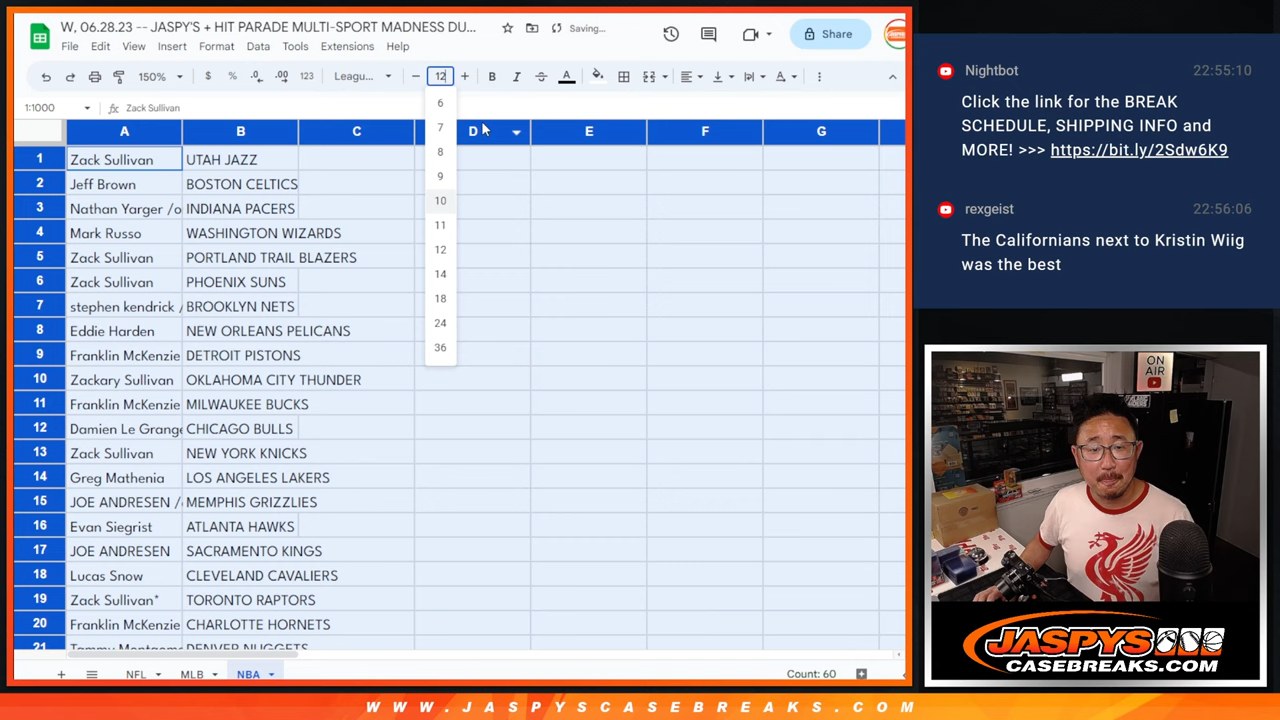 W, 06.28.23 -- JASPY'S + HIT PARADE MULTI-SPORT MADNESS DU...
Saving...
Share
File Edit View Insert Format Data Tools Extensions Help
150% $ % .0 .00 123 Leagu... − 12 + B I A
1:1000 Zack Sullivan
A B C D E F G
1 Zack Sullivan UTAH JAZZ
2 Jeff Brown BOSTON CELTICS
3 Nathan Yarger /o INDIANA PACERS
4 Mark Russo WASHINGTON WIZARDS
5 Zack Sullivan PORTLAND TRAIL BLAZERS
6 Zack Sullivan PHOENIX SUNS
7 stephen kendrick / BROOKLYN NETS
8 Eddie Harden NEW ORLEANS PELICANS
9 Franklin McKenzie DETROIT PISTONS
10 Zackary Sullivan OKLAHOMA CITY THUNDER
11 Franklin McKenzie MILWAUKEE BUCKS
12 Damien Le Grange CHICAGO BULLS
13 Zack Sullivan NEW YORK KNICKS
14 Greg Mathenia LOS ANGELES LAKERS
15 JOE ANDRESEN / MEMPHIS GRIZZLIES
16 Evan Siegrist ATLANTA HAWKS
17 JOE ANDRESEN SACRAMENTO KINGS
18 Lucas Snow CLEVELAND CAVALIERS
19 Zack Sullivan* TORONTO RAPTORS
20 Franklin McKenzie CHARLOTTE HORNETS
21 Tammy Montgom DENVER NUGGETS
6
7
8
9
10
11
12
14
18
24
36
NFL MLB NBA
Count: 60
Nightbot 22:55:10
Click the link for the BREAK
SCHEDULE, SHIPPING INFO and
MORE! >>> https://bit.ly/2Sdw6K9
rexgeist 22:56:06
The Californians next to Kristin Wiig
was the best
ON
AIR
JASPYS
CASEBREAKS.COM
WWW.JASPYSCASEBREAKS.COM